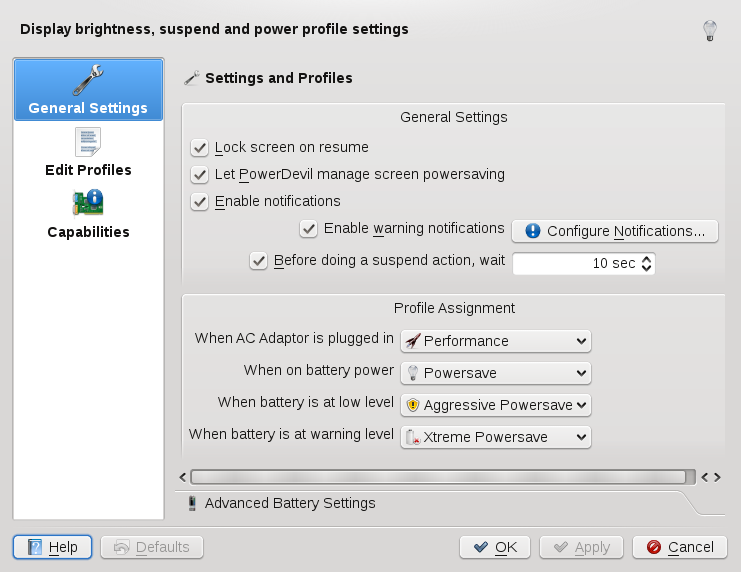 Display brightness, suspend and power profile settings
General Settings
Edit Profiles
Capabilities
Settings and Profiles
General Settings
Lock screen on resume
Let PowerDevil manage screen powersaving
Enable notifications
Enable warning notifications
Configure Notifications...
Before doing a suspend action, wait
10 sec
Profile Assignment
When AC Adaptor is plugged in
Performance
When on battery power
Powersave
When battery is at low level
Aggressive Powersave
When battery is at warning level
Xtreme Powersave
Advanced Battery Settings
Help
Defaults
OK
Apply
Cancel